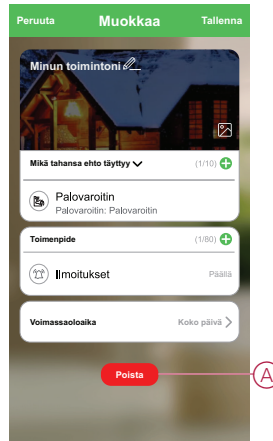 Peruuta Muokkaa Tallenna
Minun toimintoni
Mikä tahansa ehto täyttyy (1/10)
Palovaroitin
Palovaroitin: Palovaroitin
Toimenpide (1/80)
Ilmoitukset Päällä
Voimassaoloaika Koko päivä
Poista
A